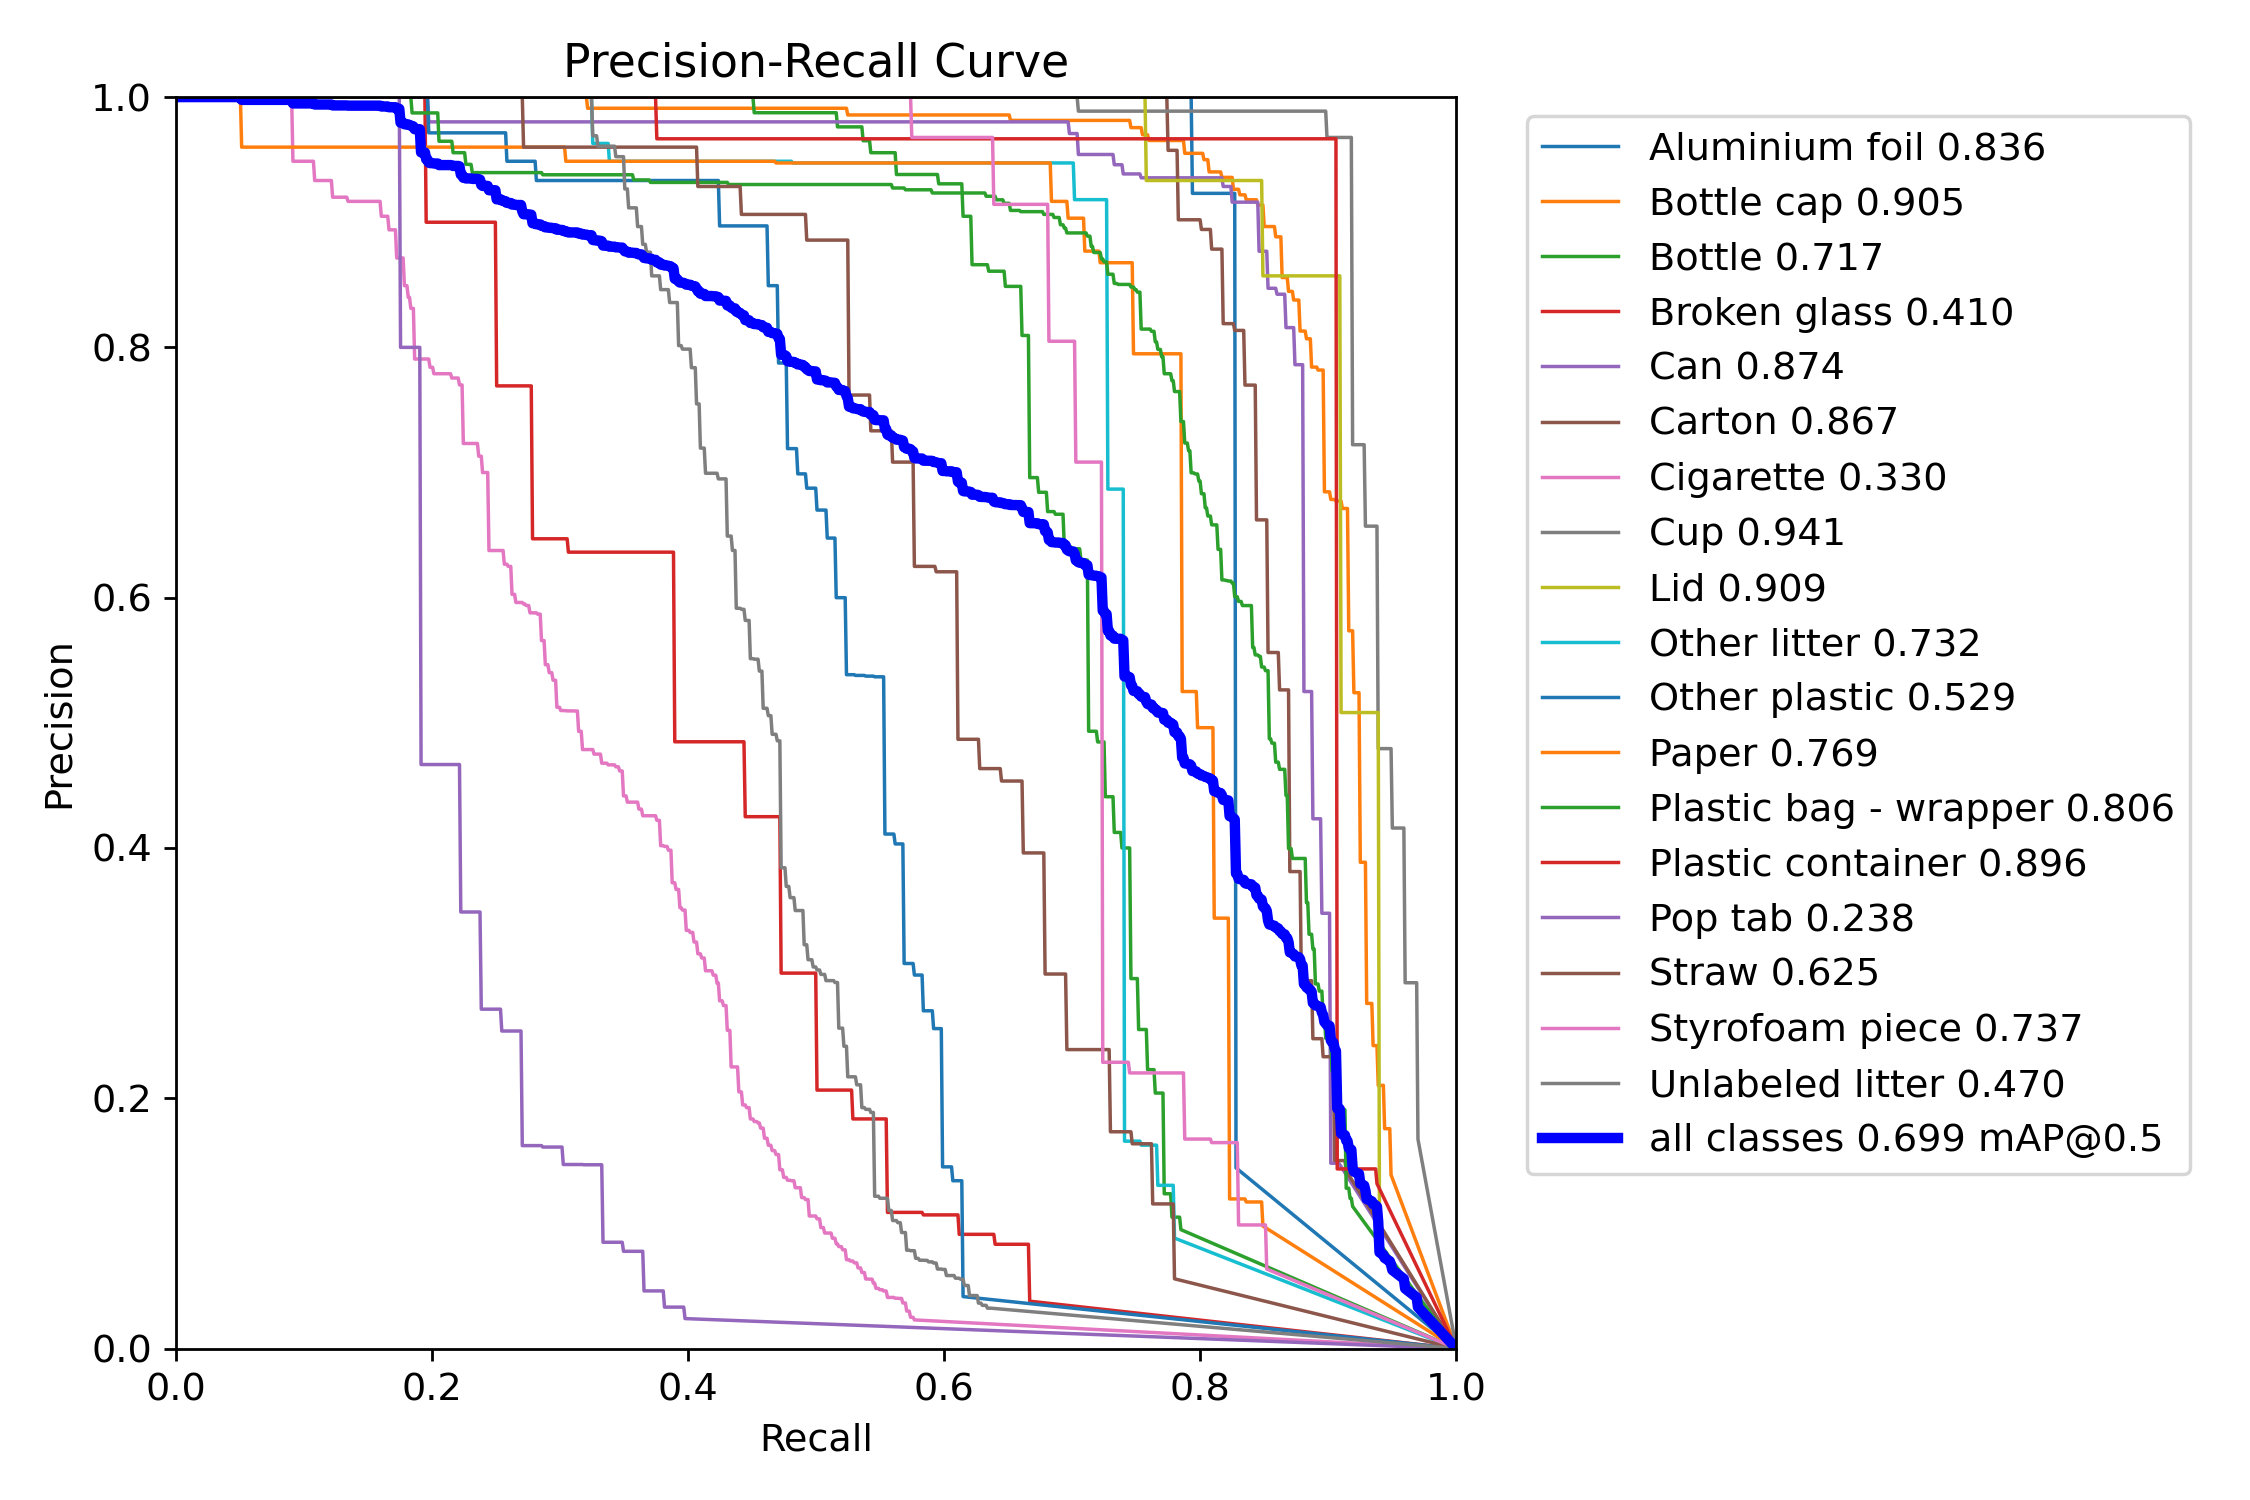 Precision-Recall Curve
1.0
0.8
0.6
0.4
0.2
0.0
Precision
0.0 0.2 0.4 0.6 0.8 1.0
Recall
Aluminium foil 0.836
Bottle cap 0.905
Bottle 0.717
Broken glass 0.410
Can 0.874
Carton 0.867
Cigarette 0.330
Cup 0.941
Lid 0.909
Other litter 0.732
Other plastic 0.529
Paper 0.769
Plastic bag - wrapper 0.806
Plastic container 0.896
Pop tab 0.238
Straw 0.625
Styrofoam piece 0.737
Unlabeled litter 0.470
all classes 0.699 mAP@0.5